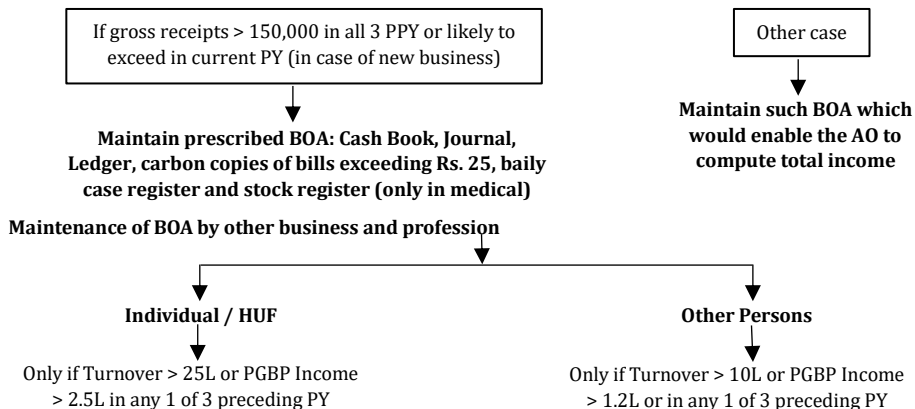 If gross receipts > 150,000 in all 3 PPY or likely to
exceed in current PY (in case of new business)
Other case
Maintain prescribed BOA: Cash Book, Journal,
Ledger, carbon copies of bills exceeding Rs. 25, baily
case register and stock register (only in medical)
Maintain such BOA which
would enable the AO to
compute total income
Maintenance of BOA by other business and profession
Individual / HUF
Other Persons
Only if Turnover > 25L or PGBP Income
> 2.5L in any 1 of 3 preceding PY
Only if Turnover > 10L or PGBP Income
> 1.2L or in any 1 of 3 preceding PY